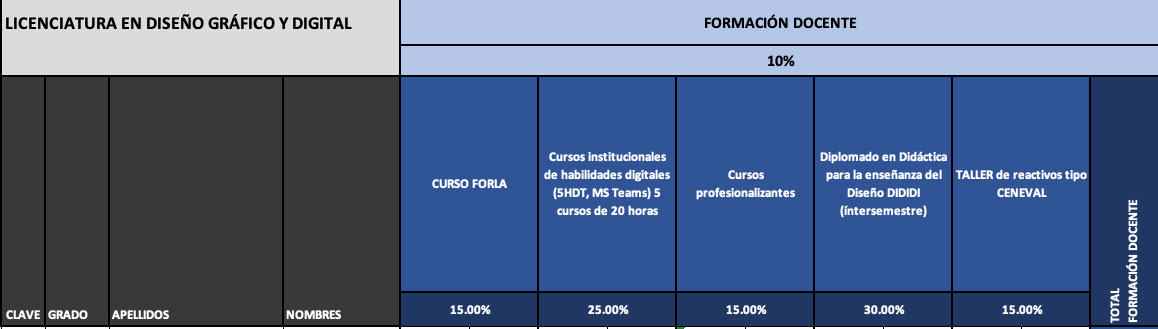 LICENCIATURA EN DISEÑO GRÁFICO Y DIGITAL
FORMACIÓN DOCENTE
10%
CURSO FORLA
Cursos institucionales
de habilidades digitales
(5HDT, MS Teams) 5
cursos de 20 horas
Cursos
profesionalizantes
Diplomado en Didáctica
para la enseñanza del
Diseño DIDIDI
(íntersemestre)
TALLER de reactivos tipo
CENEVAL
TOTAL
FORMACIÓN DOCENTE
CLAVE GRADO APELLIDOS NOMBRES
15.00% 25.00% 15.00% 30.00% 15.00%